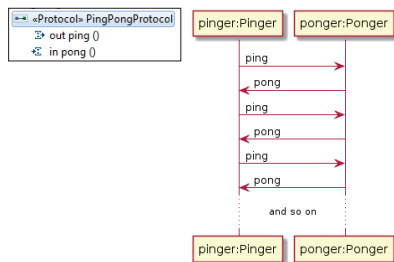 «Protocol» PingPongProtocol
out ping ()
in pong ()
pinger:Pinger ponger:Ponger
ping
pong
ping
pong
ping
pong
and so on
pinger:Pinger ponger:Ponger